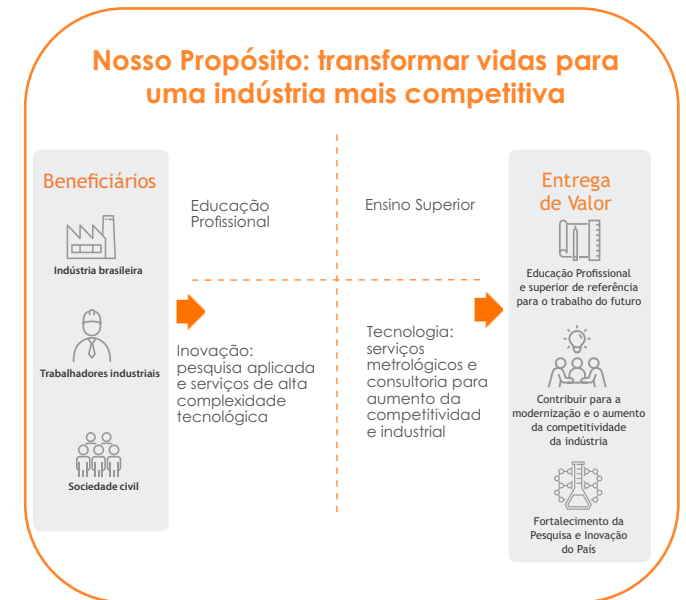 Nosso Propósito: transformar vidas para
uma indústria mais competitiva
Beneficiários
Indústria brasileira
Trabalhadores industriais
Sociedade civil
Educação
Profissional
Ensino Superior
Inovação:
pesquisa aplicada
e serviços de alta
complexidade
tecnológica
Tecnologia:
serviços
metrológicos e
consultoria para
aumento da
competitividad
e industrial
Entrega
de Valor
Educação Profissional
e superior de referência
para o trabalho do futuro
Contribuir para a
modernização e o aumento
da competitividade
da indústria
Fortalecimento da
Pesquisa e Inovação
do País